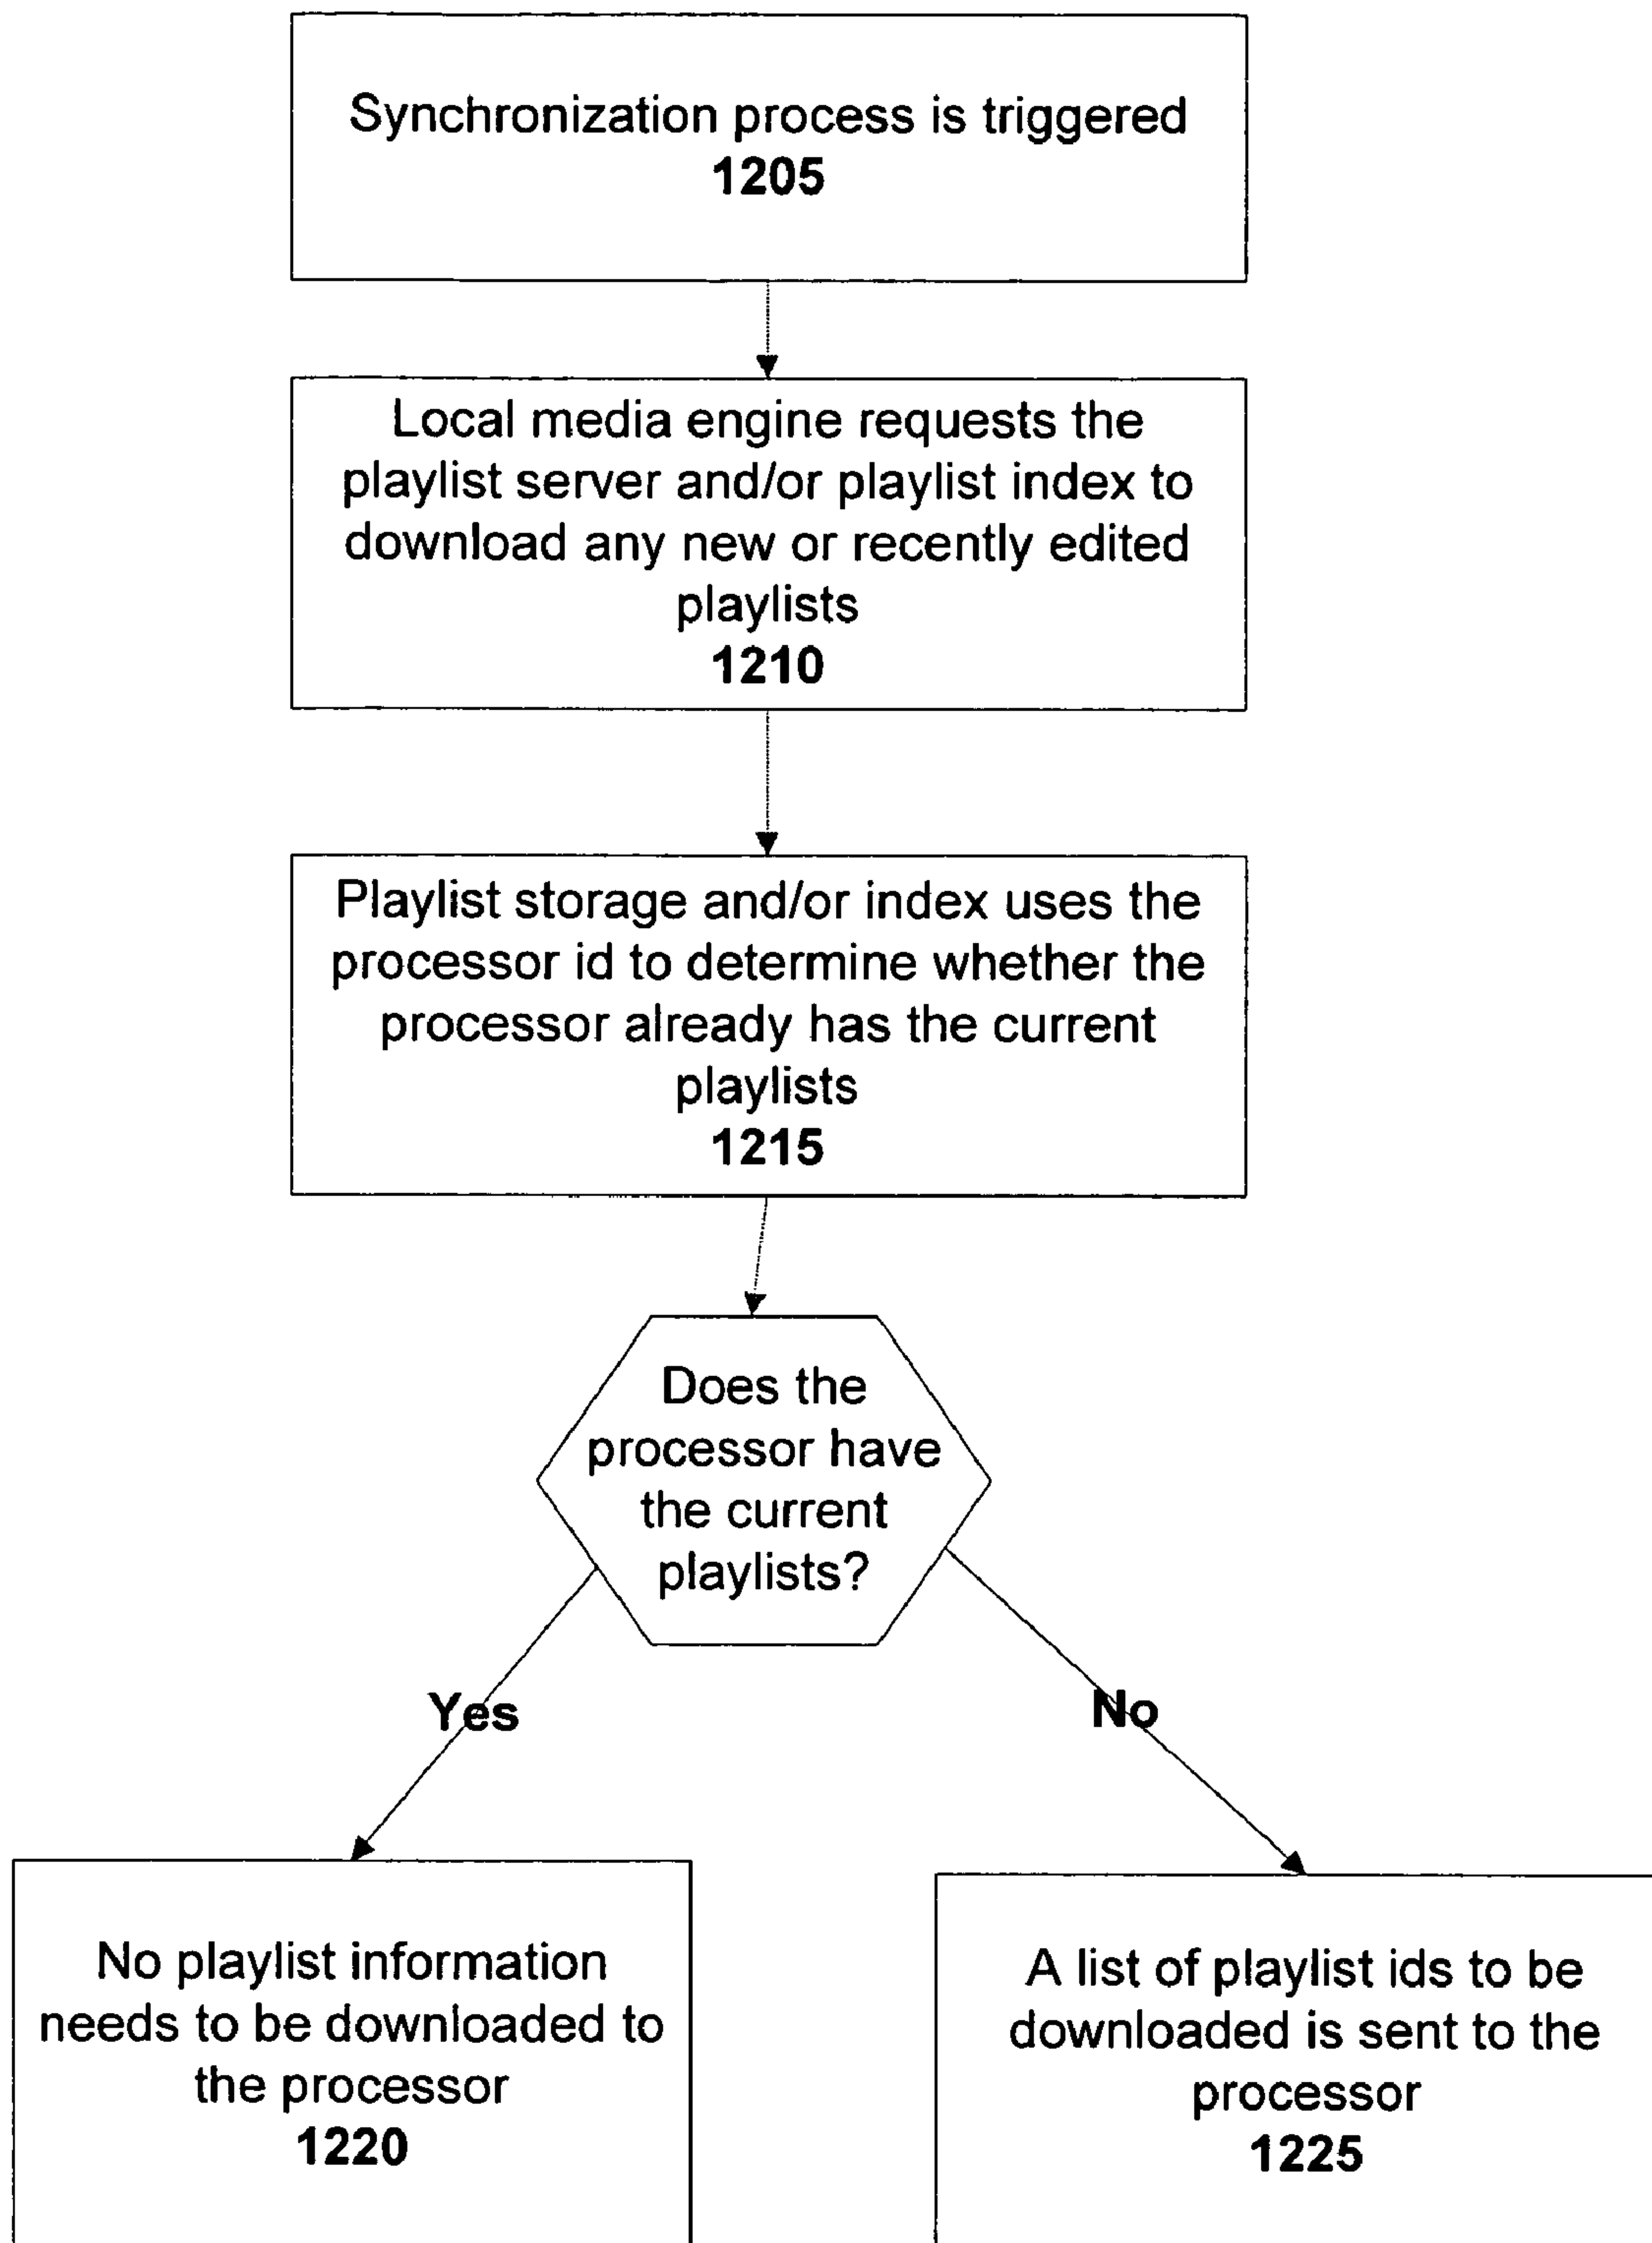 Synchronization process is triggered
1205
Local media engine requests the
playlist server and/or playlist index to
download any new or recently edited
playlists
1210
Playlist storage and/or index uses the
processor id to determine whether the
processor already has the current
playlists
1215
Does the
processor have
the current
playlists?
Yes
No
No playlist information
needs to be downloaded to
the processor
1220
A list of playlist ids to be
downloaded is sent to the
processor
1225